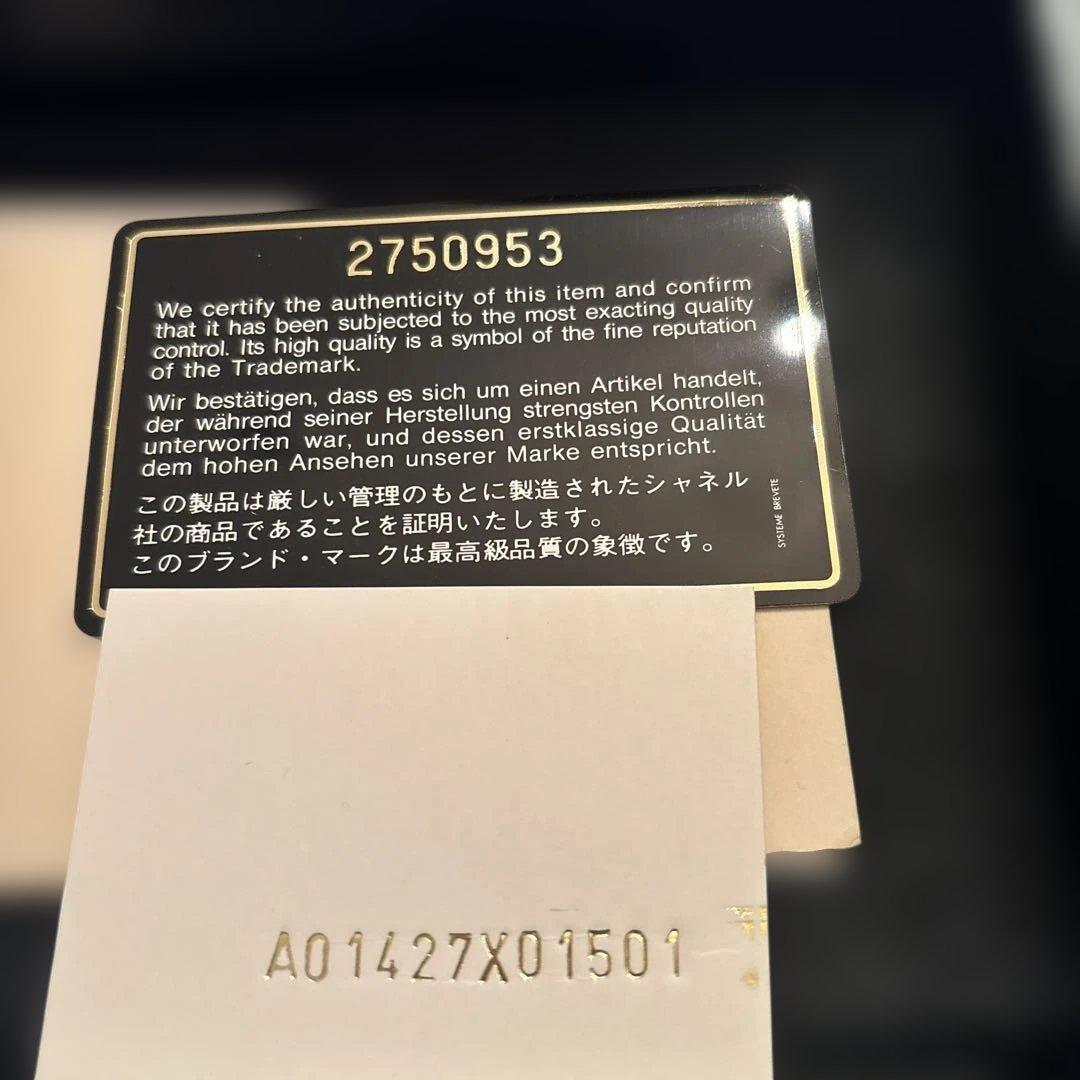 2750953
We certify the authenticity of this item and confirm
that it has been subjected to the most exacting quality
control. Its high quality is a symbol of the fine reputation
of the Trademark.
Wir bestätigen, dass es sich um einen Artikel handelt,
der während seiner Herstellung strengsten Kontrollen
unterworfen war, und dessen erstklassige Qualität
dem hohen Ansehen unserer Marke entspricht.
この製品は厳しい管理のもとに製造されたシャネル
社の商品であることを証明いたします。
このブランド・マークは最高級品質の象徴です。
SYSTEME BREVETE
A01427X01501